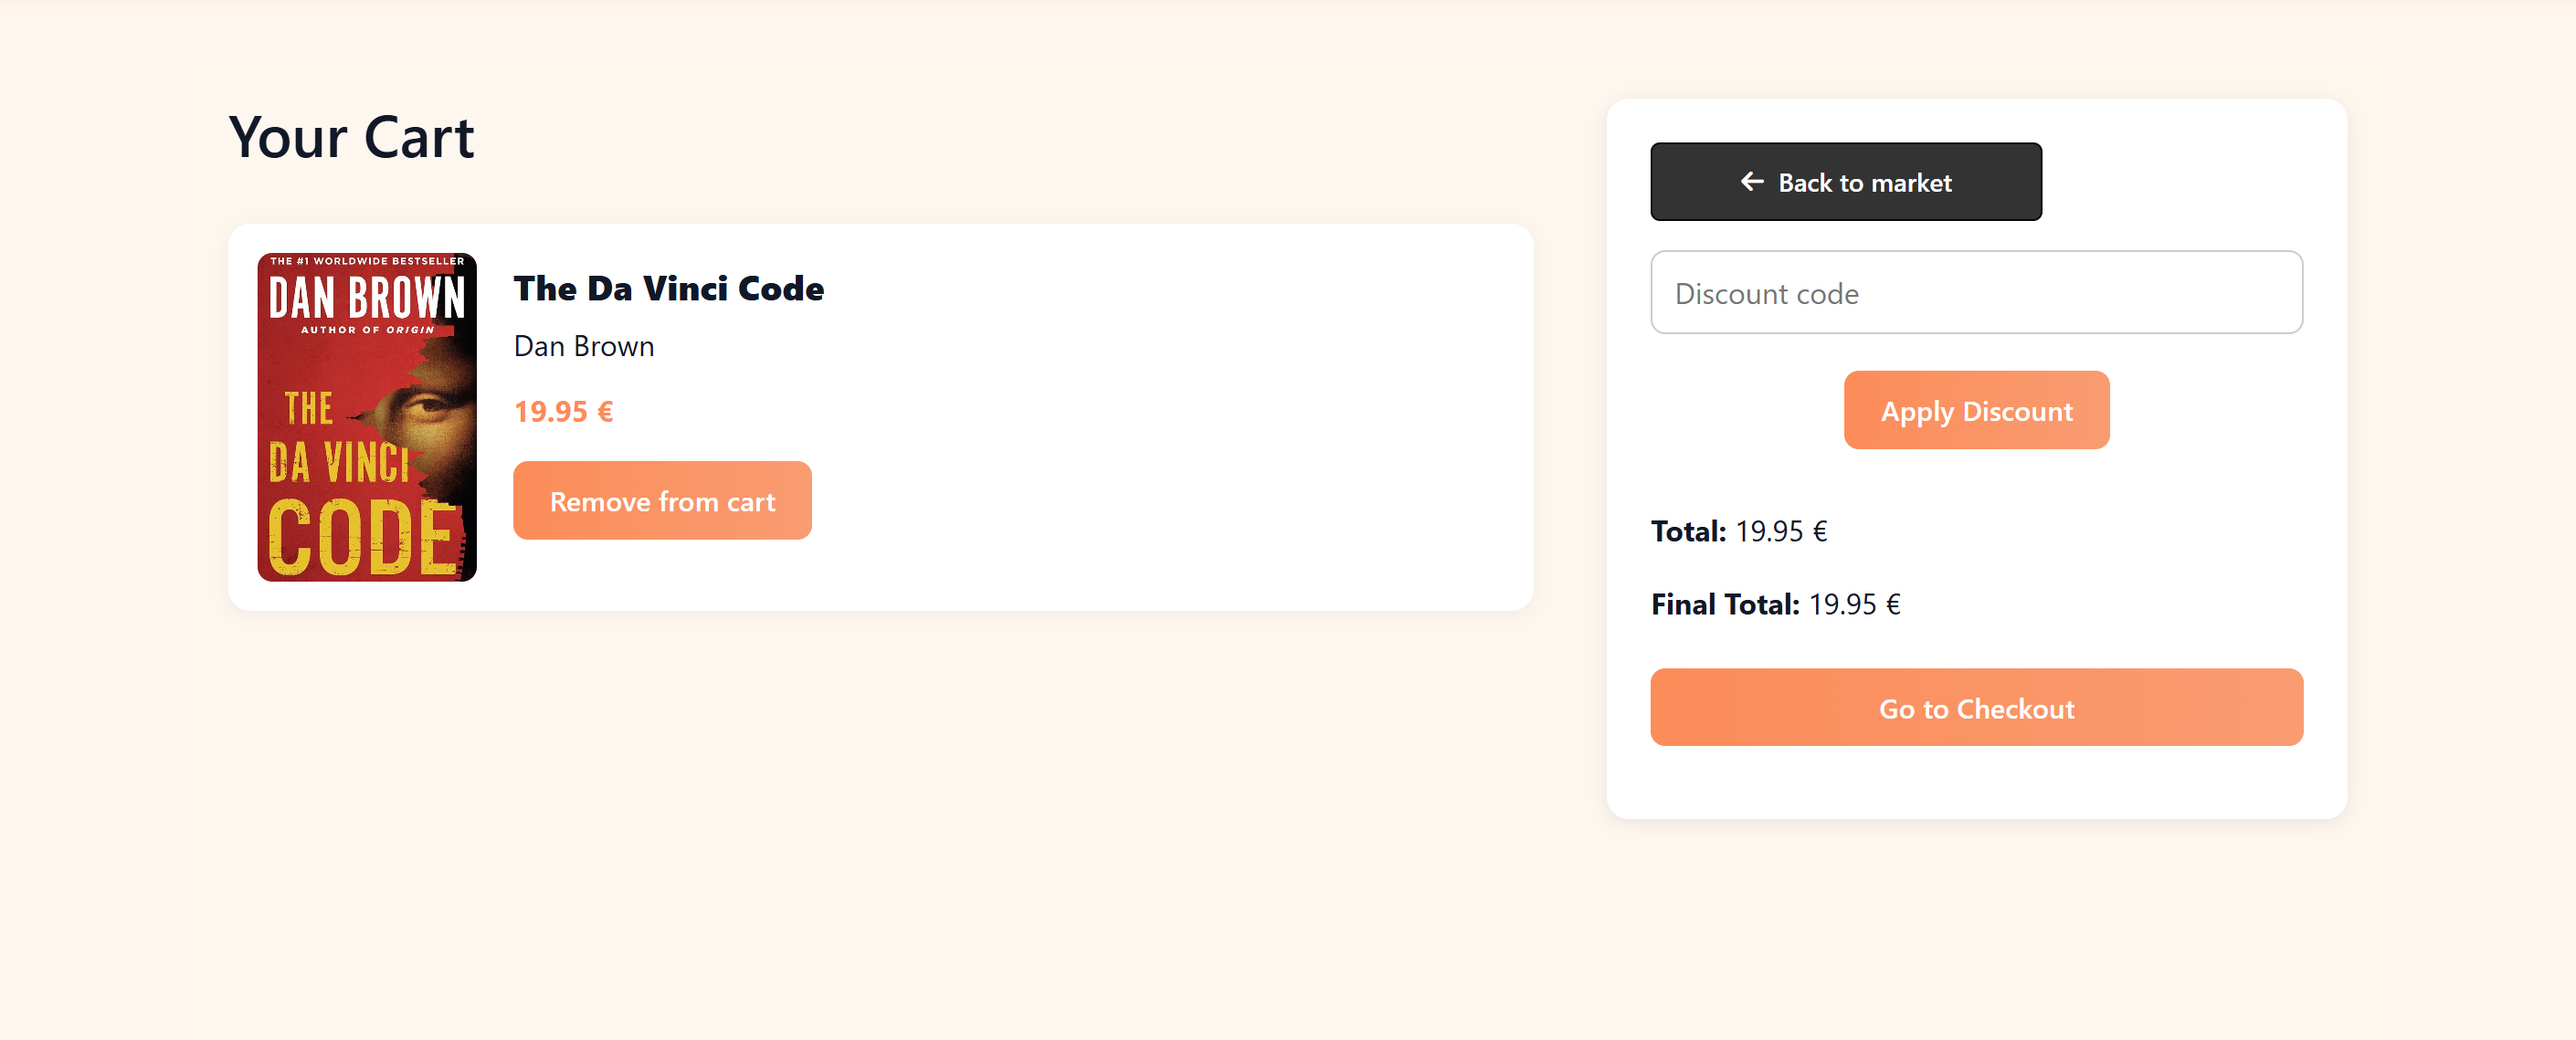 Your Cart
THE #1 WORLDWIDE BESTSELLER
DAN BROWN
AUTHOR OF ORIGIN
THE
DA VINCI
CODE
The Da Vinci Code
Dan Brown
19.95 €
Remove from cart
Back to market
Discount code
Apply Discount
Total: 19.95 €
Final Total: 19.95 €
Go to Checkout